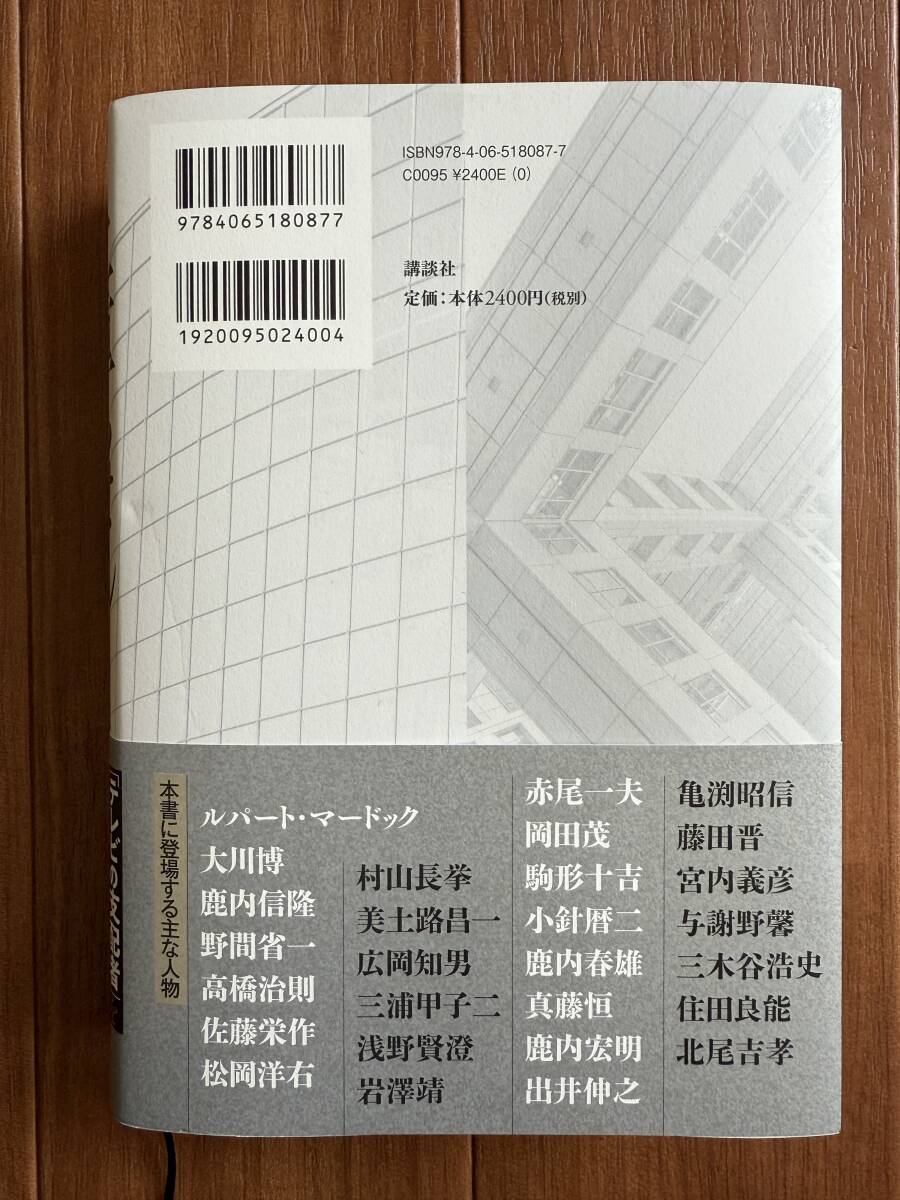 9784065180877
1920095024004
ISBN978-4-06-518087-7
C0095 ¥2400E (0)
講談社
定価：本体2400円（税別）
本書に登場する主な人物
ルパート・マードック
大川博
鹿内信隆
野間省一
高橋治則
佐藤栄作
松岡洋右
村山長挙
美土路昌一
広岡知男
三浦甲子二
浅野賢澄
岩澤靖
赤尾一夫
岡田茂
駒形十吉
小針暦二
鹿内春雄
真藤恒
鹿内宏明
出井伸之
亀渕昭信
藤田晋
宮内義彦
与謝野馨
三木谷浩史
住田良能
北尾吉孝